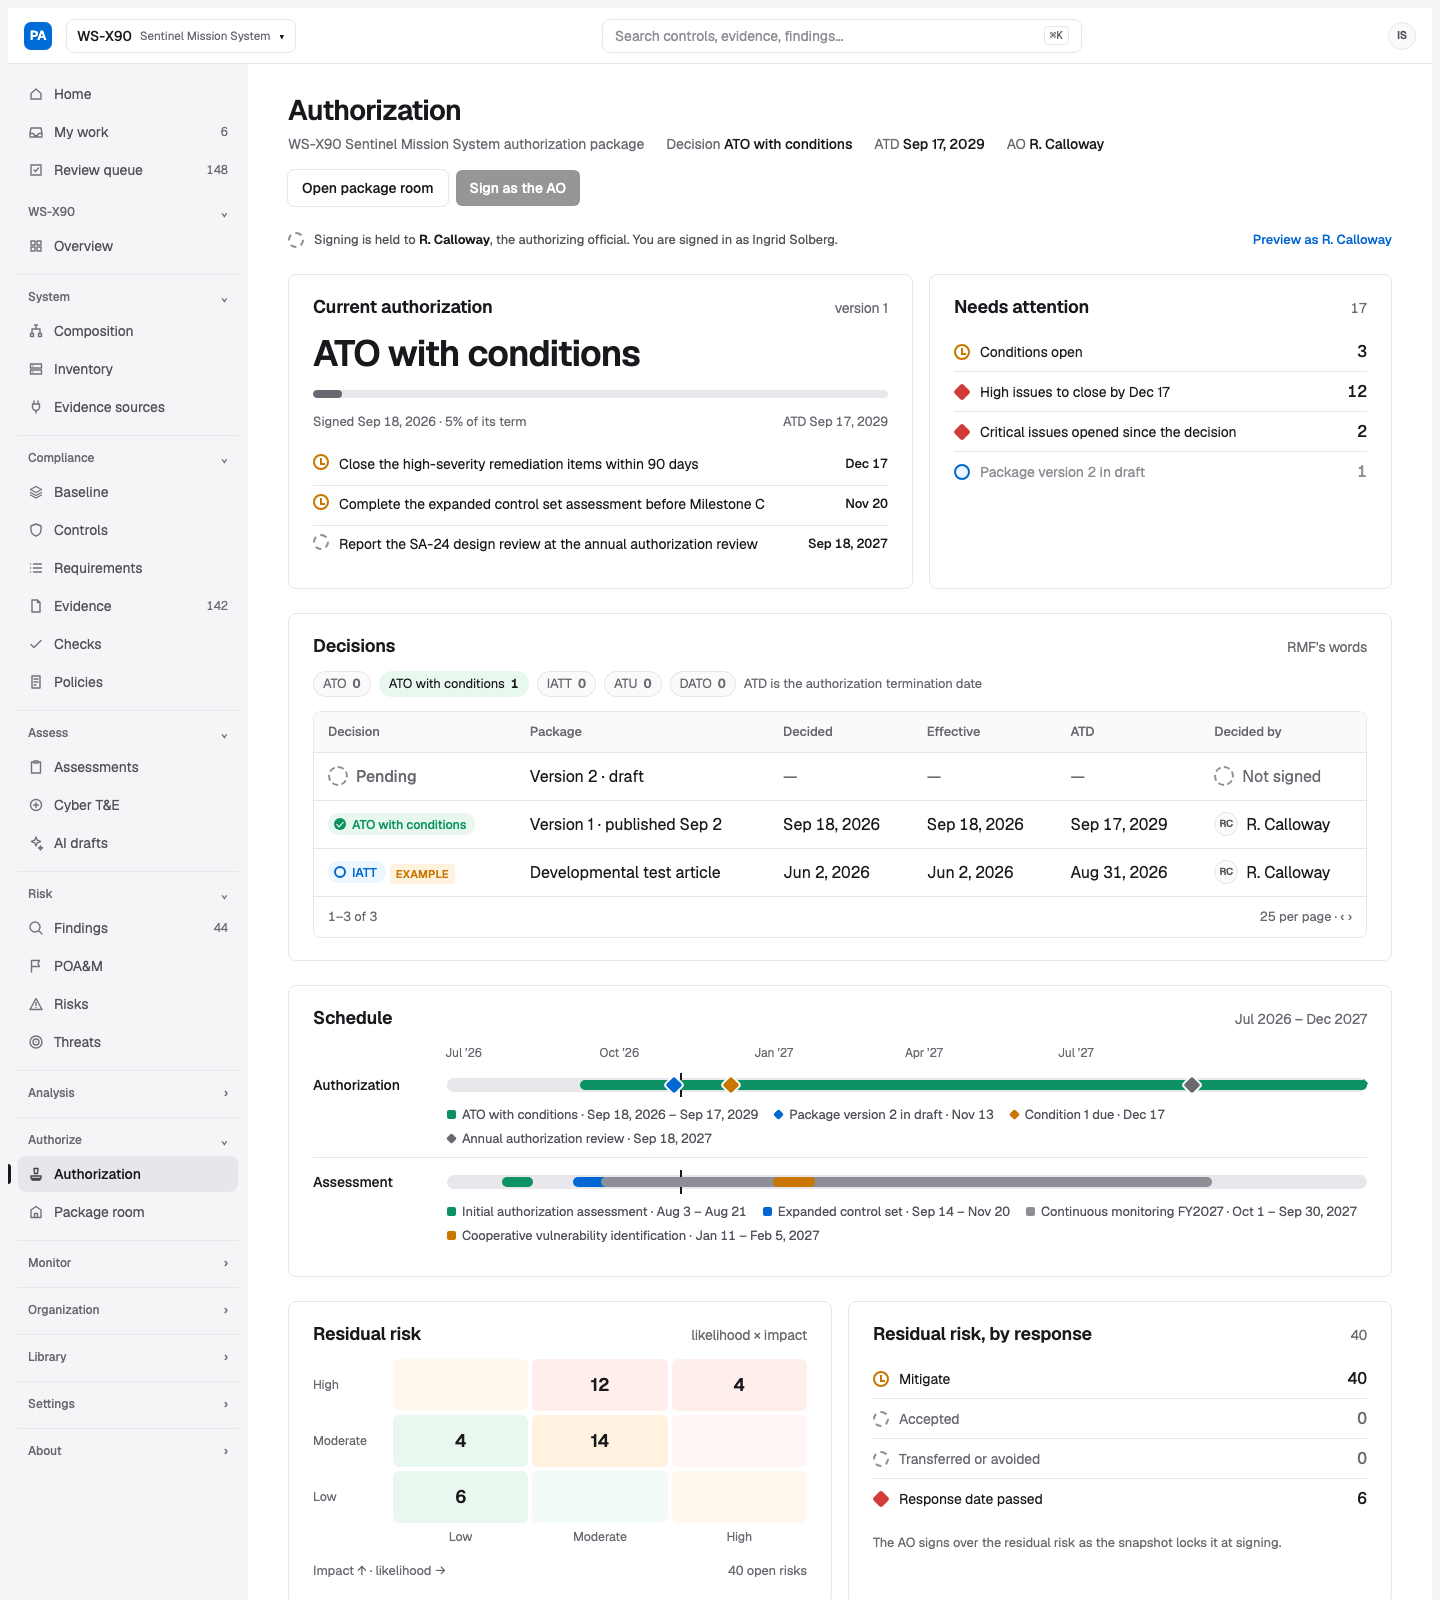 PA WS-X90 Sentinel Mission System ▾ Search controls, evidence, findings... ⌘K IS
Home
My work 6
Review queue 148
WS-X90
Overview
System
Composition
Inventory
Evidence sources
Compliance
Baseline
Controls
Requirements
Evidence 142
Checks
Policies
Assess
Assessments
Cyber T&E
AI drafts
Risk
Findings 44
POA&M
Risks
Threats
Analysis ›
Authorize
Authorization
Package room
Monitor ›
Organization ›
Library ›
Settings ›
About ›
Authorization
WS-X90 Sentinel Mission System authorization package Decision ATO with conditions ATD Sep 17, 2029 AO R. Calloway
Open package room Sign as the AO
Signing is held to R. Calloway, the authorizing official. You are signed in as Ingrid Solberg. Preview as R. Calloway
Current authorization version 1
ATO with conditions
Signed Sep 18, 2026 · 5% of its term ATD Sep 17, 2029
Close the high-severity remediation items within 90 days Dec 17
Complete the expanded control set assessment before Milestone C Nov 20
Report the SA-24 design review at the annual authorization review Sep 18, 2027
Needs attention 17
Conditions open 3
High issues to close by Dec 17 12
Critical issues opened since the decision 2
Package version 2 in draft 1
Decisions RMF's words
ATO 0 ATO with conditions 1 IATT 0 ATU 0 DATO 0 ATD is the authorization termination date
Decision Package Decided Effective ATD Decided by
Pending Version 2 · draft — — — Not signed
ATO with conditions Version 1 · published Sep 2 Sep 18, 2026 Sep 18, 2026 Sep 17, 2029 RC R. Calloway
IATT EXAMPLE Developmental test article Jun 2, 2026 Jun 2, 2026 Aug 31, 2026 RC R. Calloway
1–3 of 3 25 per page · ‹ ›
Schedule Jul 2026 – Dec 2027
Jul ’26 Oct ’26 Jan ’27 Apr ’27 Jul ’27
Authorization
ATO with conditions · Sep 18, 2026 – Sep 17, 2029 Package version 2 in draft · Nov 13 Condition 1 due · Dec 17
Annual authorization review · Sep 18, 2027
Assessment
Initial authorization assessment · Aug 3 – Aug 21 Expanded control set · Sep 14 – Nov 20 Continuous monitoring FY2027 · Oct 1 – Sep 30, 2027
Cooperative vulnerability identification · Jan 11 – Feb 5, 2027
Residual risk likelihood × impact
High 12 4
Moderate 4 14
Low 6
Low Moderate High
Impact ↑ · likelihood → 40 open risks
Residual risk, by response 40
Mitigate 40
Accepted 0
Transferred or avoided 0
Response date passed 6
The AO signs over the residual risk as the snapshot locks it at signing.